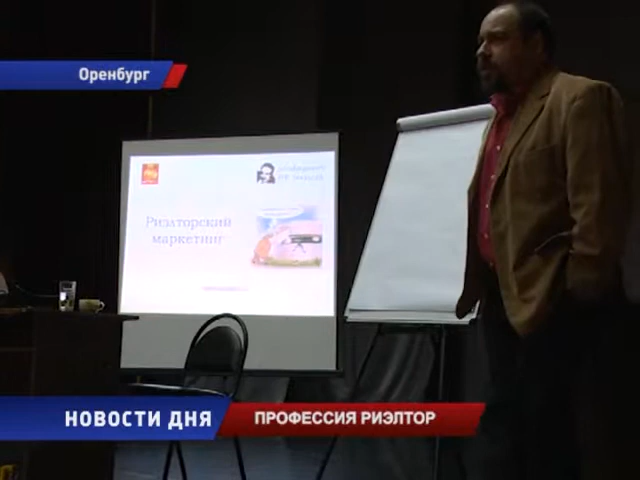 Оренбург
Риэлторский
маркетинг
НОВОСТИ ДНЯ
ПРОФЕССИЯ РИЭЛТОР